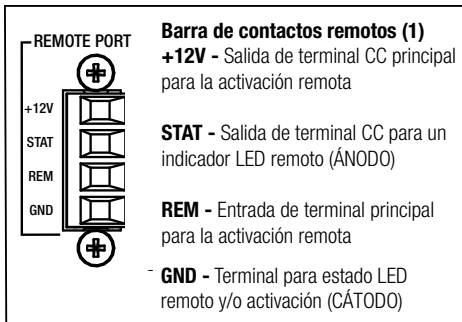 REMOTE PORT
+12V
STAT
REM
GND
Barra de contactos remotos (1)
+12V - Salida de terminal CC principal
para la activación remota
STAT - Salida de terminal CC para un
indicador LED remoto (ÁNODO)
REM - Entrada de terminal principal
para la activación remota
GND - Terminal para estado LED
remoto y/o activación (CÁTODO)